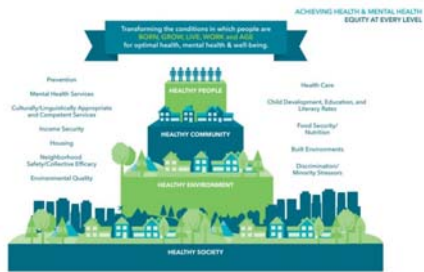 ACHIEVING HEALTH & MENTAL HEALTH
EQUITY AT EVERY LEVEL
Transforming the conditions in which people are
BORN, GROW, LIVE, WORK and AGE
for optimal health, mental health & well-being.
Prevention
Mental Health Services
Culturally/Linguistically Appropriate
and Competent Services
Income Security
Housing
Neighborhood
Safety/Collective Efficacy
Environmental Quality
HEALTHY PEOPLE
HEALTHY COMMUNITY
HEALTHY ENVIRONMENT
HEALTHY SOCIETY
Health Care
Child Development, Education, and
Literacy Rates
Food Security/
Nutrition
Built Environments
Discrimination/
Minority Stressors